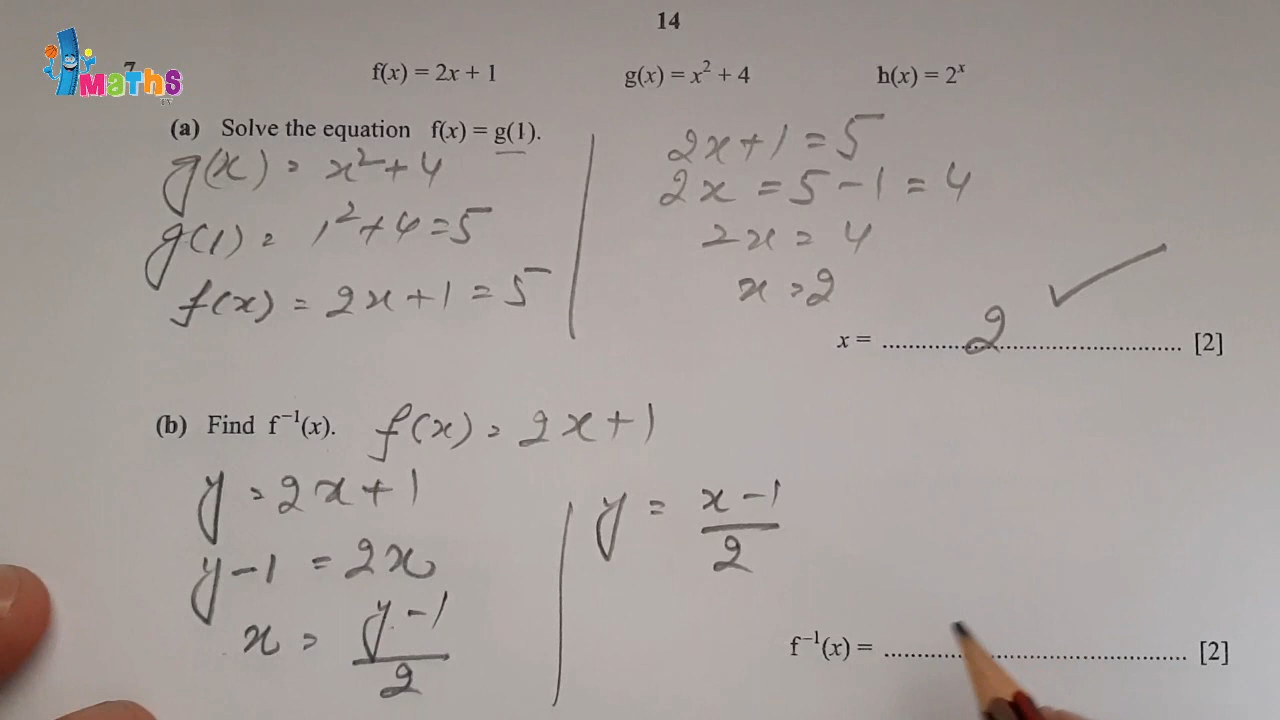 14
Maths
TV
7
f(x) = 2x + 1 g(x) = x² + 4 h(x) = 2ˣ
(a) Solve the equation f(x) = g(1).
g(x) = x² + 4
g(1) = 1² + 4 = 5
f(x) = 2x + 1 = 5
2x + 1 = 5
2x = 5 - 1 = 4
2x = 4
x = 2
x = ........2........ [2]
(b) Find f⁻¹(x). f(x) = 2x + 1
y = 2x + 1
y - 1 = 2x
x = y - 1
2
y = x - 1
2
f⁻¹(x) = ................ [2]